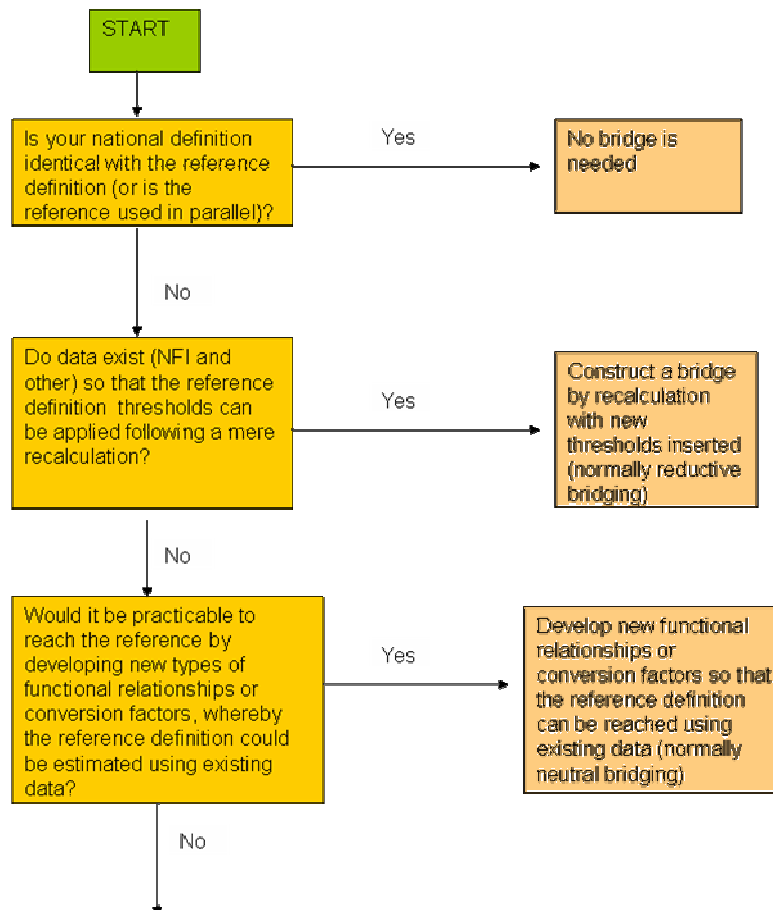 START
Is your national definition
identical with the reference
definition (or is the
reference used in parallel)?
Yes
No bridge is
needed
No
Do data exist (NFI and
other) so that the reference
definition thresholds can
be applied following a mere
recalculation?
Yes
Construct a bridge
by recalculation
with new
thresholds inserted
(normally reductive
bridging)
No
Would it be practicable to
reach the reference by
developing new types of
functional relationships or
conversion factors, whereby
the reference definition could
be estimated using existing
data?
Yes
Develop new functional
relationships or
conversion factors so that
the reference definition
can be reached using
existing data (normally
neutral bridging)
No